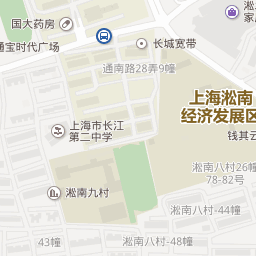 淞
家
国大药房
通宝时代广场
长城宽带
通南路28弄9幢
上海淞南
经济发展区
钱其云
上海市长江
第二中学
淞南八村26幢
78-82号
淞南九村
淞南八村-44幢
43幢
淞南八村-48幢